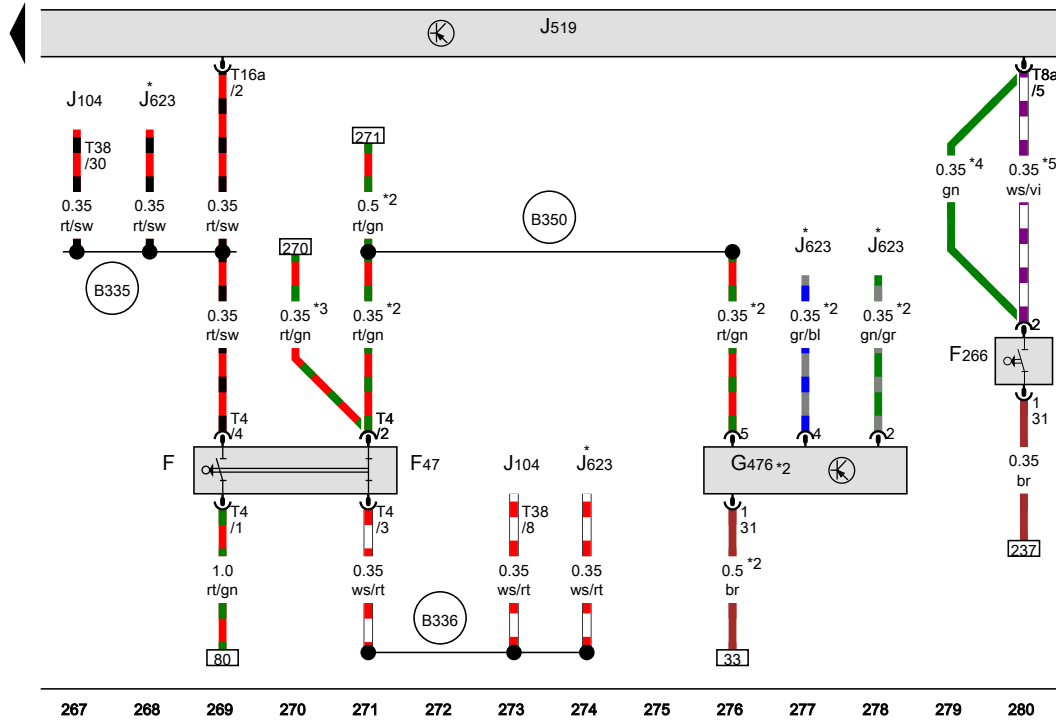 J519
T16a
/2
T8a
/5
J104
*
J623
T38
/30
271
0.35
rt/sw
0.35
rt/sw
0.35
rt/sw
0.5 *2
rt/gn
0.35 *4
gn
0.35 *5
ws/vi
B350
270
*
J623
*
J623
B335
0.35
rt/sw
0.35 *3
rt/gn
0.35 *2
rt/gn
0.35 *2
rt/gn
0.35 *2
gr/bl
0.35 *2
gn/gr
2
F266
1
31
T4
/4
T4
/2
5
4
2
F
F47
J104
*
J623
G476 *2
0.35
br
T4
/1
T4
/3
T38
/8
1
31
237
1.0
rt/gn
0.35
ws/rt
0.35
ws/rt
0.35
ws/rt
0.5 *2
br
B336
80
33
267 268 269 270 271 272 273 274 275 276 277 278 279 280